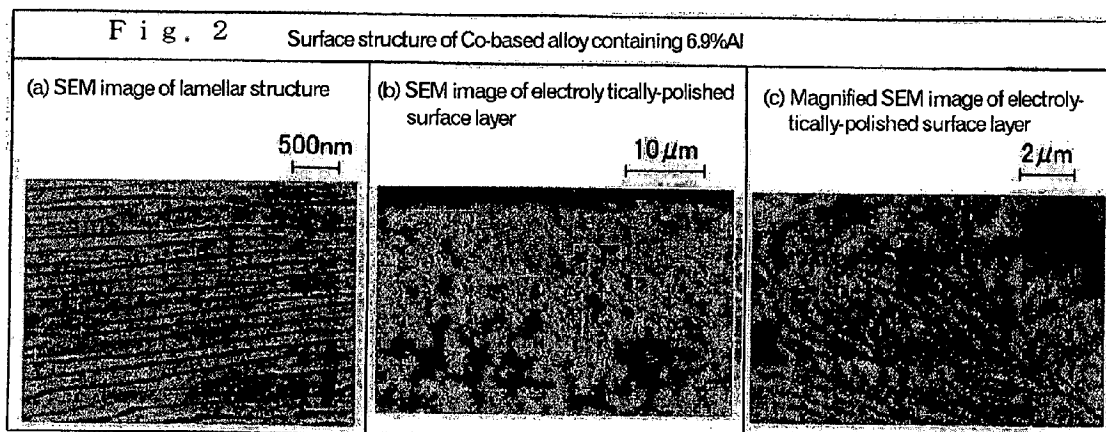 Fig. 2 Surface structure of Co-based alloy containing 6.9%Al
(a) SEM image of lamellar structure
500nm
(b) SEM image of electroly tically-polished
surface layer
10μm
(c) Magnified SEM image of electroly-
tically-polished surface layer
2μm